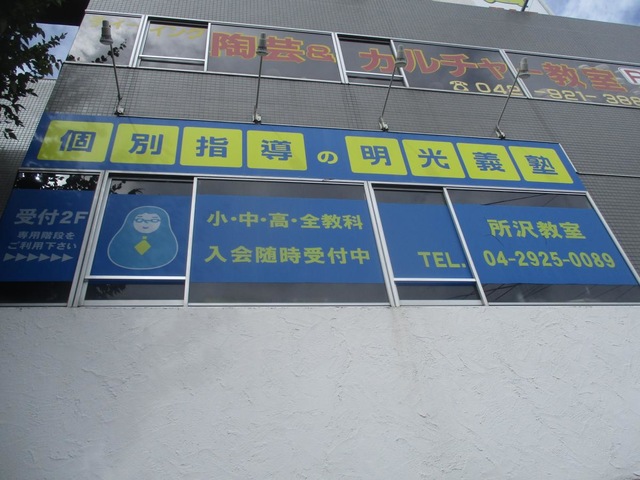 陶芸&カルチャー教室
個別指導の明光義塾
受付2F
専用階段を
ご利用下さい
小・中・高・全教科
入会随時受付中
TEL.
所沢教室
04-2925-0089